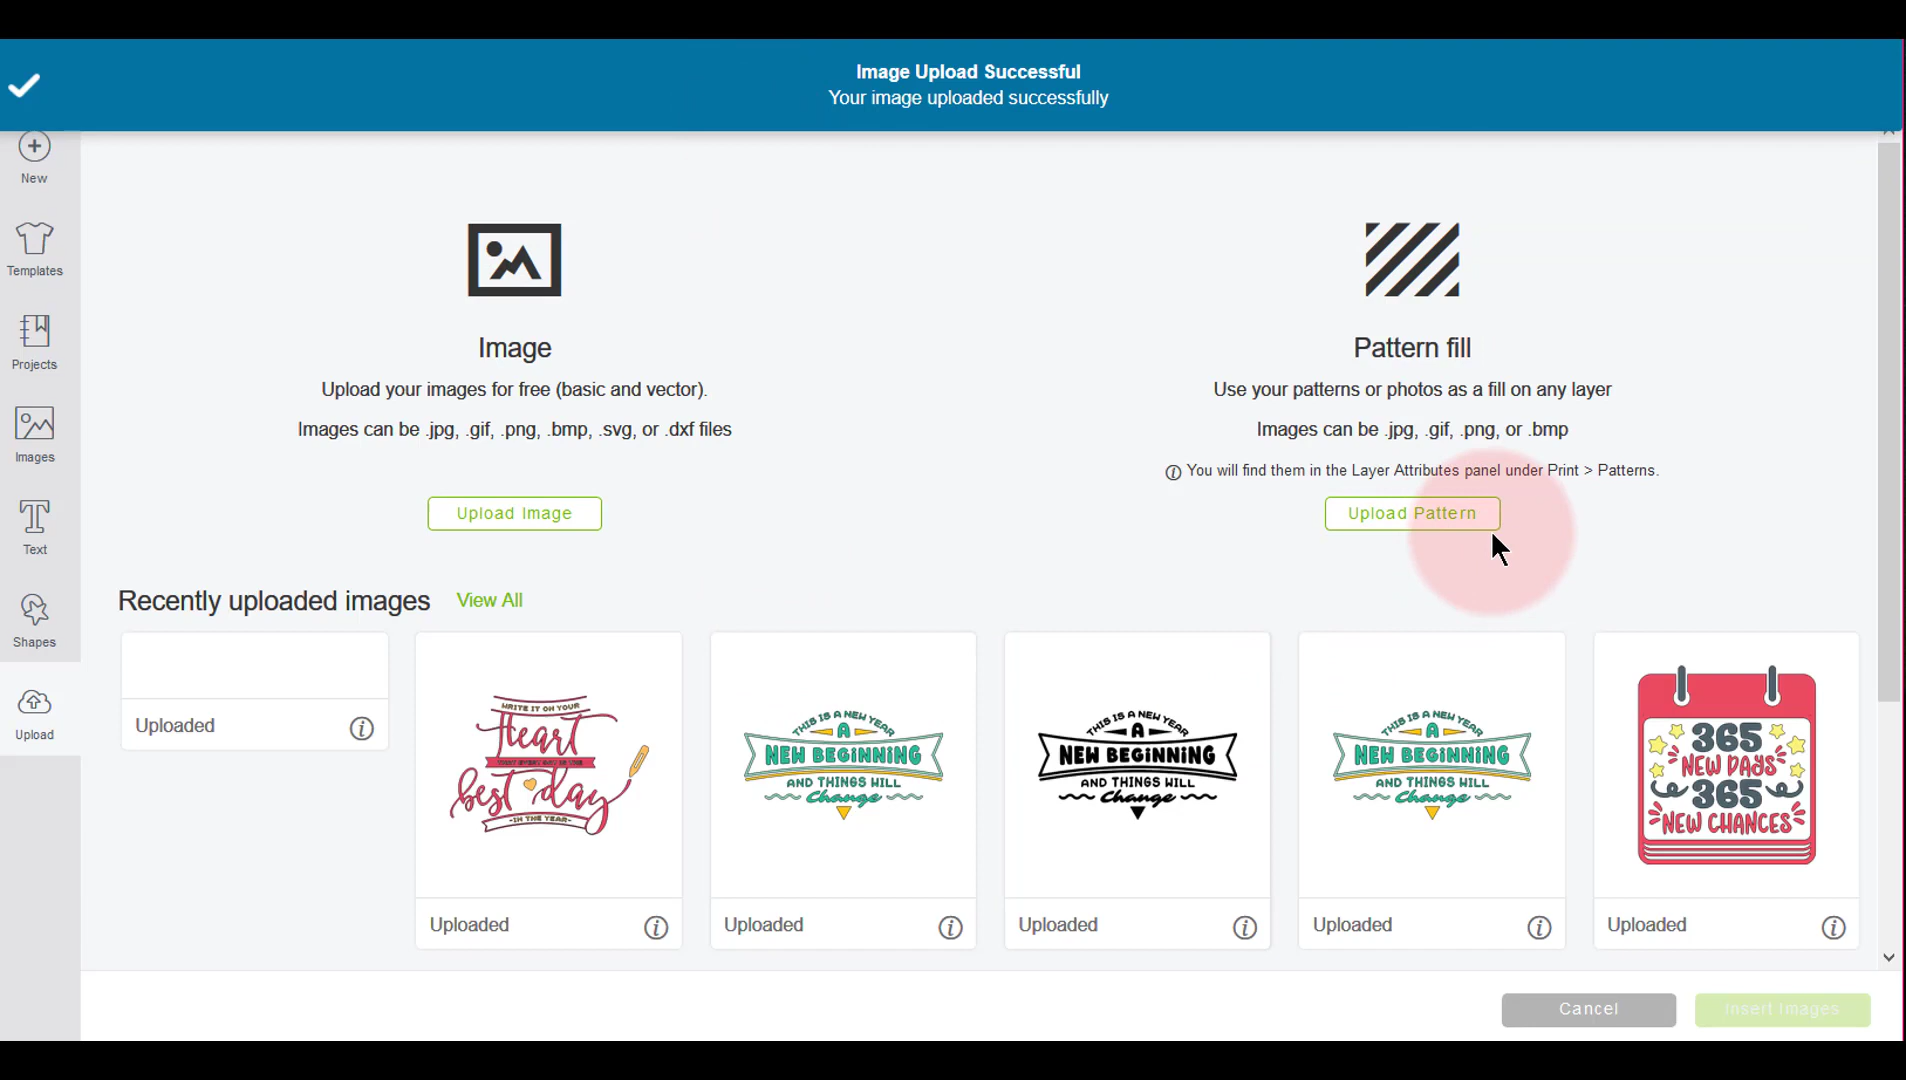 Image Upload Successful
Your image uploaded successfully
New
Templates
Projects
Images
Text
Shapes
Upload
Image
Upload your images for free (basic and vector).
Images can be .jpg, .gif, .png, .bmp, .svg, or .dxf files
Upload Image
Pattern fill
Use your patterns or photos as a fill on any layer
Images can be .jpg, .gif, .png, or .bmp
You will find them in the Layer Attributes panel under Print > Patterns.
Upload Pattern
Recently uploaded images View All
Uploaded
WRITE IT ON YOUR
Heart
best day
-IN THE YEAR-
Uploaded
THIS IS A NEW YEAR
A
NEW BEGINNING
AND THINGS WILL
Change
Uploaded
THIS IS A NEW YEAR
A
NEW BEGINNING
AND THINGS WILL
Change
Uploaded
THIS IS A NEW YEAR
A
NEW BEGINNING
AND THINGS WILL
Change
Uploaded
365
NEW DAYS
365
NEW CHANCES
Uploaded
Cancel
Insert Images